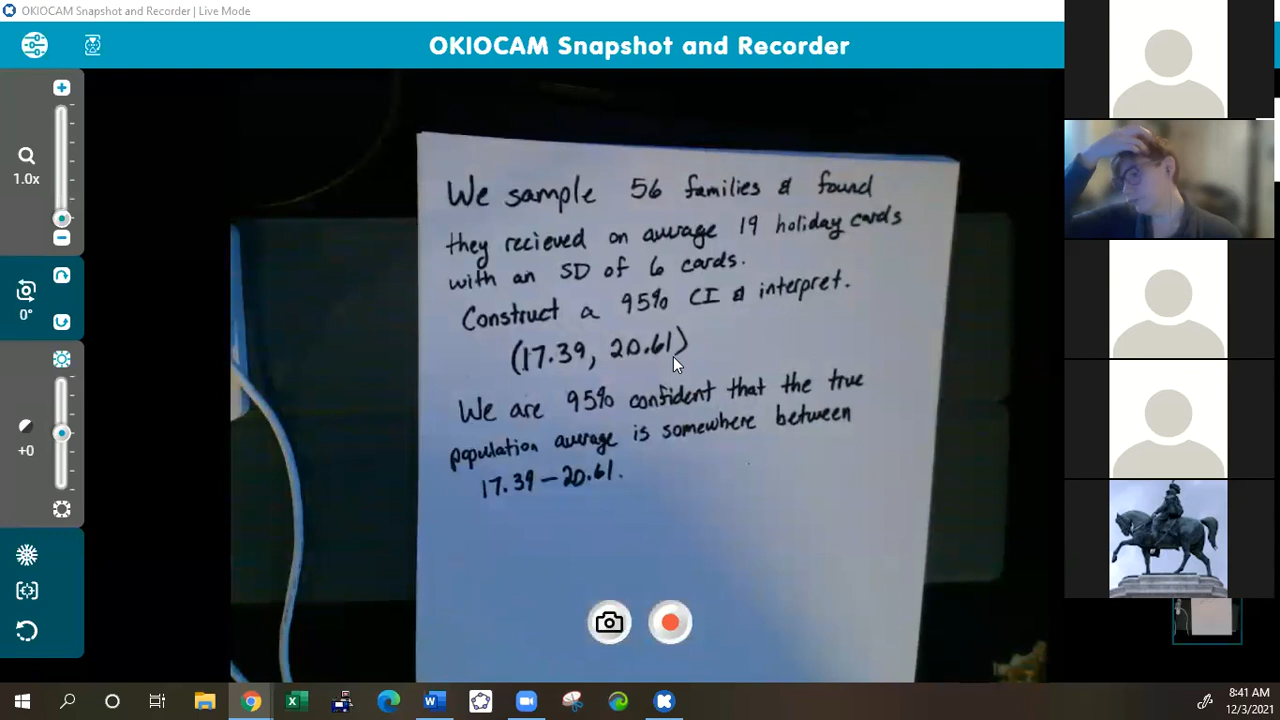 OKIOCAM Snapshot and Recorder | Live Mode
OKIOCAM Snapshot and Recorder
1.0x
0°
+0
We sample 56 families & found
they recieved on average 19 holiday cards
with an SD of 6 cards.
Construct a 95% CI & interpret.
(17.39, 20.61)
We are 95% confident that the true
population average is somewhere between
17.39 - 20.61.
8:41 AM
12/3/2021